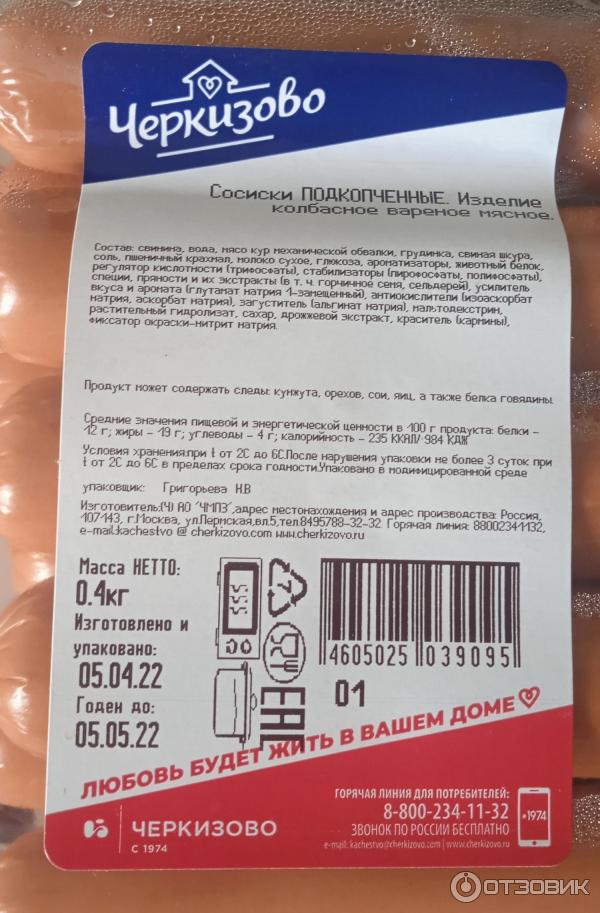 Черкизово
Сосиски ПОДКОПЧЕННЫЕ. Изделие
колбасное вареное мясное.
Состав: свинина, вода, мясо кур механической обвалки, грудинка, свиная шкура,
соль, пшеничный крахмал, молоко сухое, глюкоза, ароматизаторы, животный белок,
регулятор кислотности (трифосфаты), стабилизаторы (пирофосфаты, полифосфаты),
специи, пряности и их экстракты (в т. ч. горчичное семя, сельдерей), усилитель
вкуса и аромата (глутамат натрия 1-замещенный), антиокислители (изоаскорбат
натрия, аскорбат натрия), загуститель (альгинат натрия), мальтодекстрин,
растительный гидролизат, сахар, дрожжевой экстракт, краситель (кармины),
фиксатор окраски-нитрит натрия.
Продукт может содержать следы: кунжута, орехов, сои, яиц, а также белка говядины.
Средние значения пищевой и энергетической ценности в 100 г продукта: белки -
12 г; жиры - 19 г; углеводы - 4 г; калорийность - 235 ККАЛ/ 984 КДЖ
Условия хранения:при t от 2С до 6С.После нарушения упаковки не более 3 суток при
t от 2С до 6С в пределах срока годности.Упаковано в модифицированной среде
упаковщик: Григорьева Н.В
Изготовитель:(Ч) АО "ЧМПЗ",адрес местонахождения и адрес производства: Россия,
107143, г.Москва, ул.Пермская,вл.5,тел.8495788-32-32 Горячая линия: 88002341132,
e-mail:kachestvo @ cherkizovo.com www.cherkizovo.ru
Масса НЕТТО:
0.4кг
Изготовлено и
упаковано:
05.04.22
Годен до:
05.05.22
555
7
4605025 039095
01
EAC
ЛЮБОВЬ БУДЕТ ЖИТЬ В ВАШЕМ ДОМЕ
ЧЕРКИЗОВО
С 1974
ГОРЯЧАЯ ЛИНИЯ ДЛЯ ПОТРЕБИТЕЛЕЙ:
8-800-234-11-32
ЗВОНОК ПО РОССИИ БЕСПЛАТНО
e-mail: kachestvo@cherkizovo.com | www.cherkizovo.ru
*1974
ОТЗОВИК